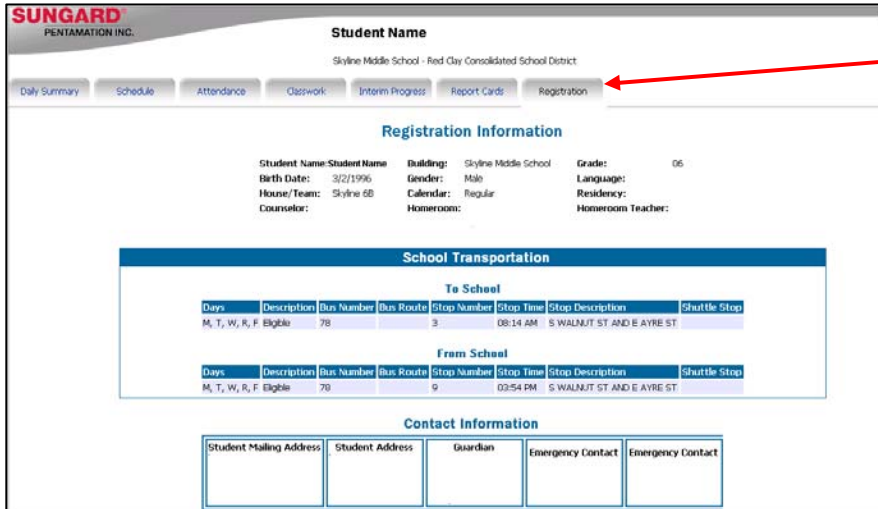 SUNGARD®
PENTAMATION INC.
Student Name
Skyline Middle School - Red Clay Consolidated School District
Daily Summary Schedule Attendance Classwork Interim Progress Report Cards Registration
Registration Information
Student Name:Student Name Building: Skyline Middle School Grade: 06
Birth Date: 3/2/1996 Gender: Male Language:
House/Team: Skyline 6B Calendar: Regular Residency:
Counselor: Homeroom: Homeroom Teacher:
School Transportation
To School
Days Description Bus Number Bus Route Stop Number Stop Time Stop Description Shuttle Stop
M, T, W, R, F Eligible 78 3 08:14 AM S WALNUT ST AND E AYRE ST
From School
Days Description Bus Number Bus Route Stop Number Stop Time Stop Description Shuttle Stop
M, T, W, R, F Eligible 78 9 03:54 PM S WALNUT ST AND E AYRE ST
Contact Information
Student Mailing Address Student Address Guardian Emergency Contact Emergency Contact